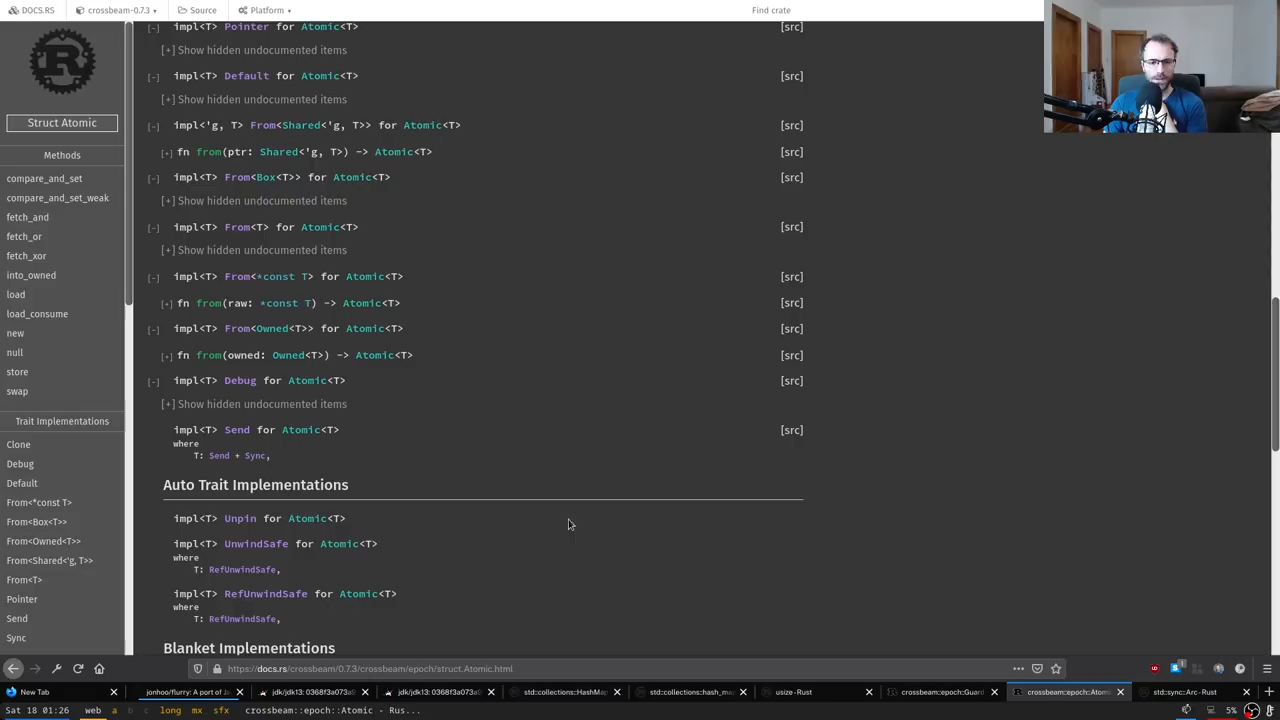 DOCS.RS
crossbeam-0.7.3
Source
Platform
Find crate
Struct Atomic
Methods
compare_and_set
compare_and_set_weak
fetch_and
fetch_or
fetch_xor
into_owned
load
load_consume
new
null
store
swap
Trait Implementations
Clone
Debug
Default
From<*const T>
From<Box<T>>
From<Owned<T>>
From<Shared<'g, T>>
From<T>
Pointer
Send
Sync
[-] impl<T> Pointer for Atomic<T> [src]
[+] Show hidden undocumented items
[-] impl<T> Default for Atomic<T> [src]
[+] Show hidden undocumented items
[-] impl<'g, T> From<Shared<'g, T>> for Atomic<T> [src]
[+] fn from(ptr: Shared<'g, T>) -> Atomic<T> [src]
[-] impl<T> From<Box<T>> for Atomic<T> [src]
[+] Show hidden undocumented items
[-] impl<T> From<T> for Atomic<T> [src]
[+] Show hidden undocumented items
[-] impl<T> From<*const T> for Atomic<T> [src]
[+] fn from(raw: *const T) -> Atomic<T> [src]
[-] impl<T> From<Owned<T>> for Atomic<T> [src]
[+] fn from(owned: Owned<T>) -> Atomic<T> [src]
[-] impl<T> Debug for Atomic<T> [src]
[+] Show hidden undocumented items
impl<T> Send for Atomic<T> [src]
where
T: Send + Sync,
Auto Trait Implementations
impl<T> Unpin for Atomic<T>
impl<T> UnwindSafe for Atomic<T>
where
T: RefUnwindSafe,
impl<T> RefUnwindSafe for Atomic<T>
where
T: RefUnwindSafe,
Blanket Implementations
https://docs.rs/crossbeam/0.7.3/crossbeam/epoch/struct.Atomic.html
New Tab
jonhoo/flurry: A port of Ja
jdk/jdk13: 0368f3a073a
jdk/jdk13: 0368f3a073a
std::collections::HashMap
std::collections::hash_ma
usize - Rust
crossbeam::epoch::Guard
crossbeam::epoch::Atom
std::sync::Arc - Rust
Sat 18 01:26 web a b c long mx sfx crossbeam::epoch::Atomic - Rus... 5%